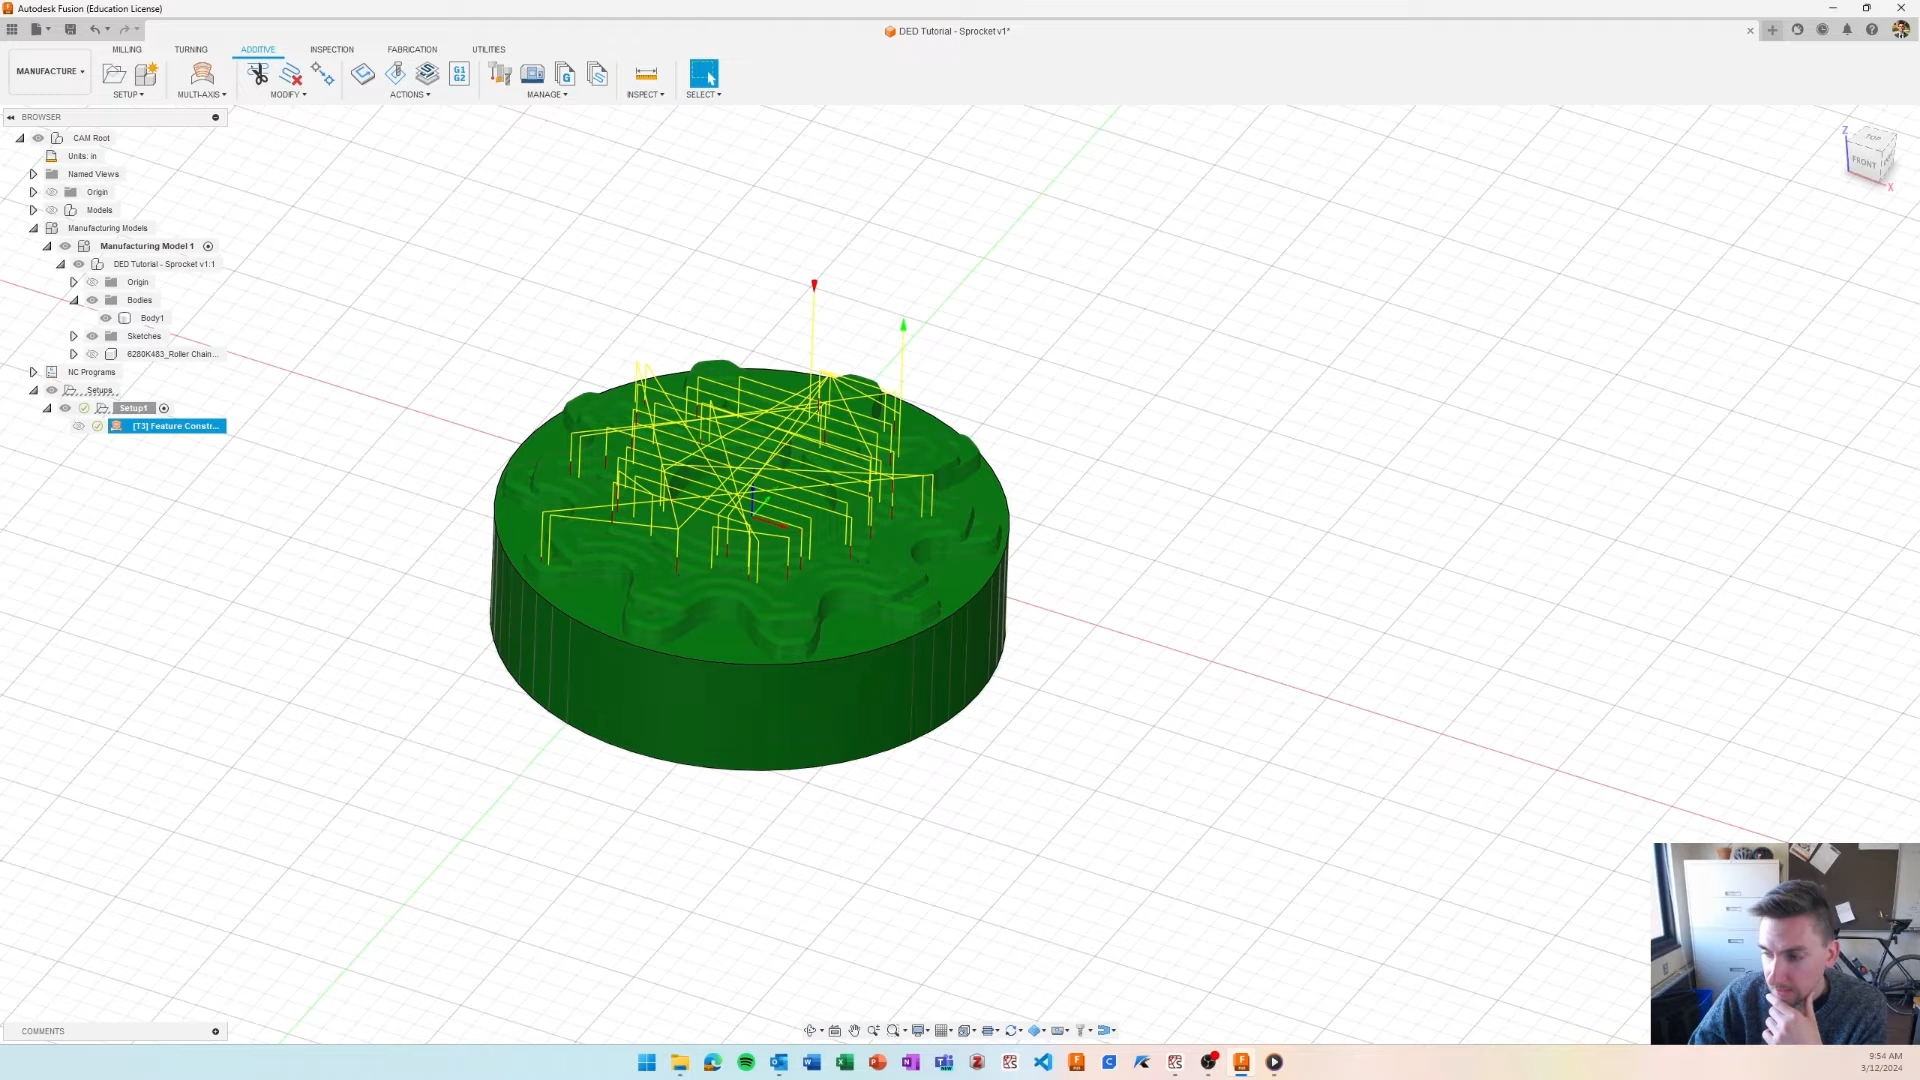 Autodesk Fusion (Education License)
DED Tutorial - Sprocket v1*
MILLING TURNING ADDITIVE INSPECTION FABRICATION UTILITIES
MANUFACTURE
G1
G2
SETUP MULTI-AXIS MODIFY ACTIONS MANAGE INSPECT SELECT
BROWSER
CAM Root
Units: in
Named Views
Origin
Models
Manufacturing Models
Manufacturing Model 1
DED Tutorial - Sprocket v1:1
Origin
Bodies
Body1
Sketches
6280K483_Roller Chain...
NC Programs
Setups
Setup1
[T3] Feature Constr...
Z
TOP
FRONT
X
COMMENTS
9:54 AM
3/12/2024